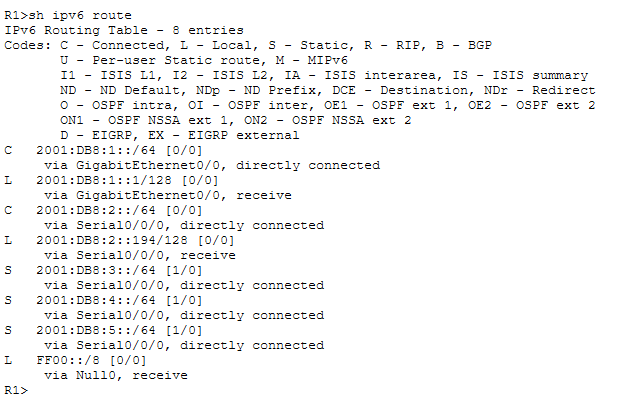 R1>sh ipv6 route
IPv6 Routing Table - 8 entries
Codes: C - Connected, L - Local, S - Static, R - RIP, B - BGP
       U - Per-user Static route, M - MIPv6
       I1 - ISIS L1, I2 - ISIS L2, IA - ISIS interarea, IS - ISIS summary
       ND - ND Default, NDp - ND Prefix, DCE - Destination, NDr - Redirect
       O - OSPF intra, OI - OSPF inter, OE1 - OSPF ext 1, OE2 - OSPF ext 2
       ON1 - OSPF NSSA ext 1, ON2 - OSPF NSSA ext 2
       D - EIGRP, EX - EIGRP external
C   2001:DB8:1::/64 [0/0]
     via GigabitEthernet0/0, directly connected
L   2001:DB8:1::1/128 [0/0]
     via GigabitEthernet0/0, receive
C   2001:DB8:2::/64 [0/0]
     via Serial0/0/0, directly connected
L   2001:DB8:2::194/128 [0/0]
     via Serial0/0/0, receive
S   2001:DB8:3::/64 [1/0]
     via Serial0/0/0, directly connected
S   2001:DB8:4::/64 [1/0]
     via Serial0/0/0, directly connected
S   2001:DB8:5::/64 [1/0]
     via Serial0/0/0, directly connected
L   FF00::/8 [0/0]
     via Null0, receive
R1>